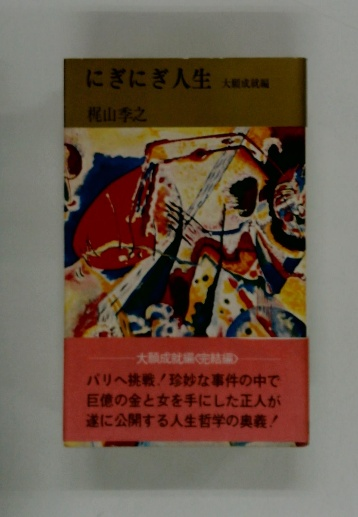 にぎにぎ人生 大願成就編
梶山季之
大願成就編〈完結編〉
パリへ挑戦!珍妙な事件の中で
巨億の金と女を手にした正人が
遂に公開する人生哲学の奥義!